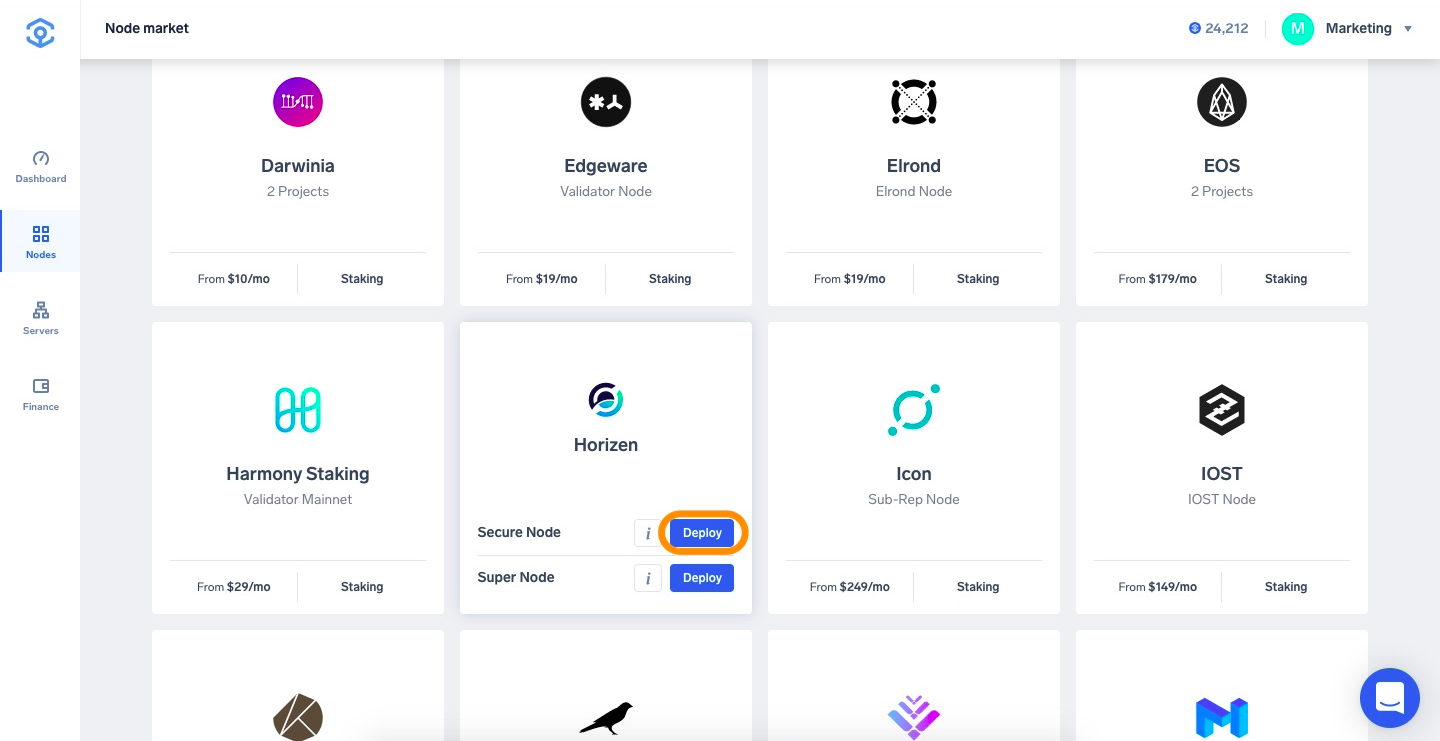 Node market
24,212
M
Marketing
Dashboard
Nodes
Servers
Finance
Darwinia
2 Projects
From $10/mo
Staking
Edgeware
Validator Node
From $19/mo
Staking
Elrond
Elrond Node
From $19/mo
Staking
EOS
2 Projects
From $179/mo
Staking
Harmony Staking
Validator Mainnet
From $29/mo
Staking
Horizen
Secure Node
i
Deploy
Super Node
i
Deploy
Icon
Sub-Rep Node
From $249/mo
Staking
IOST
IOST Node
From $149/mo
Staking